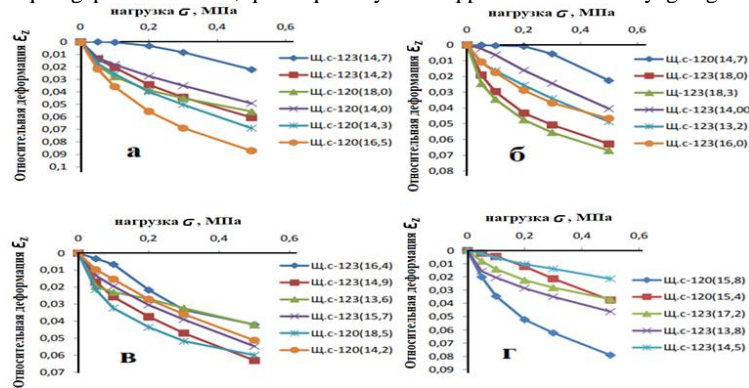 нагрузка σ, МПа
0 0,2 0,4 0,6
Относительная деформация Ɛz
0
0,01
0,02
0,03
0,04
0,05
0,06
0,07
0,08
0,09
0,1
а
Щ.с-123(14,7)
Щ.с-123(14,2)
Щ.с-120(18,0)
Щ.с-120(14,0)
Щ.с-120(14,3)
Щ.с-120(16,5)
нагрузка σ, МПа
0 0,2 0,4 0,6
Относительная деформация Ɛz
0
0,01
0,02
0,03
0,04
0,05
0,06
0,07
0,08
б
Щ.с-120(14,7)
Щ.с-123(18,0)
Щ-123(18,3)
Щ.с-123(14,00)
Щ.с-123(13,2)
Щ.с-123(16,0)
нагрузка σ, МПа
0 0,2 0,4 0,6
Относительная деформация Ɛz
0
0,01
0,02
0,03
0,04
0,05
0,06
0,07
в
Щ.с-123(16,4)
Щ.с-123(14,9)
Щ.с-123(13,6)
Щ.с-123(15,7)
Щ.с-120(18,5)
Щ.с-120(14,2)
нагрузка σ, МПа
0 0,2 0,4 0,6
Относительная деформация Ɛz
0
0,01
0,02
0,03
0,04
0,05
0,06
0,07
0,08
0,09
г
Щ.с-120(15,8)
Щ.с-120(15,4)
Щ.с-123(17,2)
Щ.с-123(13,8)
Щ.с-123(14,5)